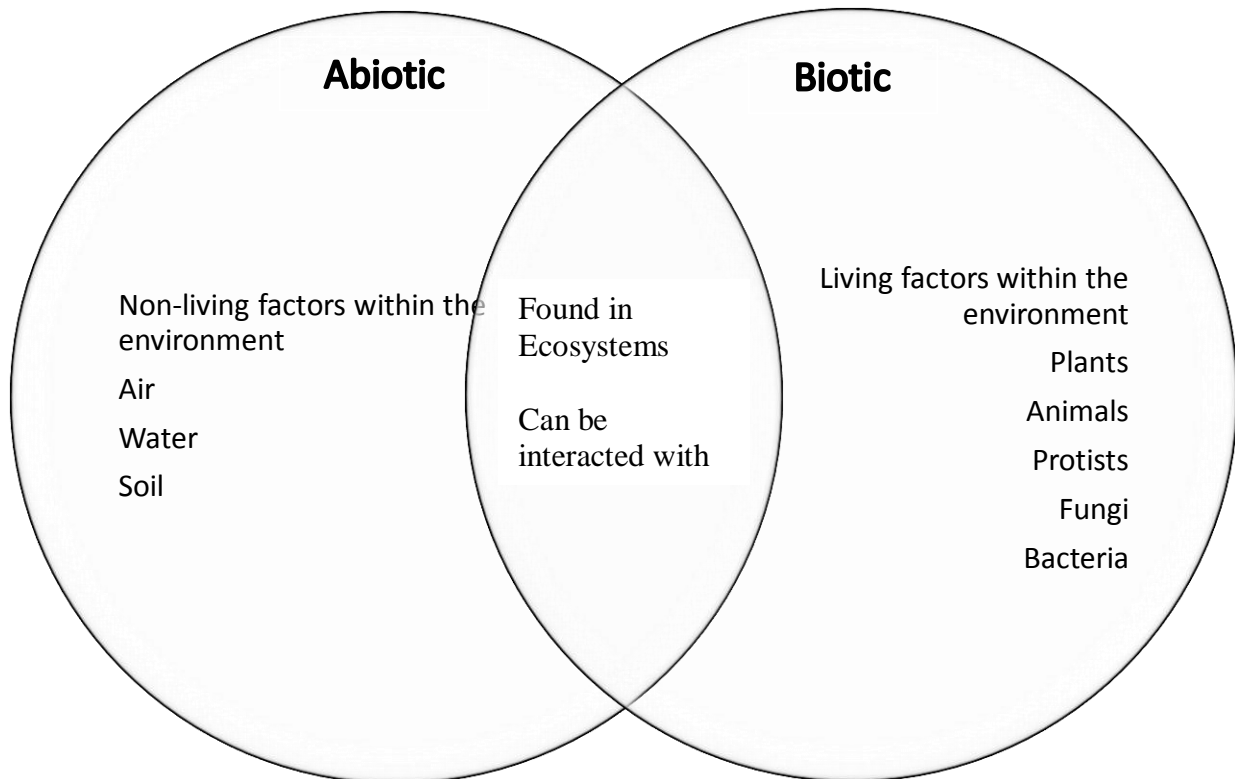 Abiotic
Biotic
Non-living factors within the
environment
Air
Water
Soil
Found in
Ecosystems
Can be
interacted with
Living factors within the
environment
Plants
Animals
Protists
Fungi
Bacteria